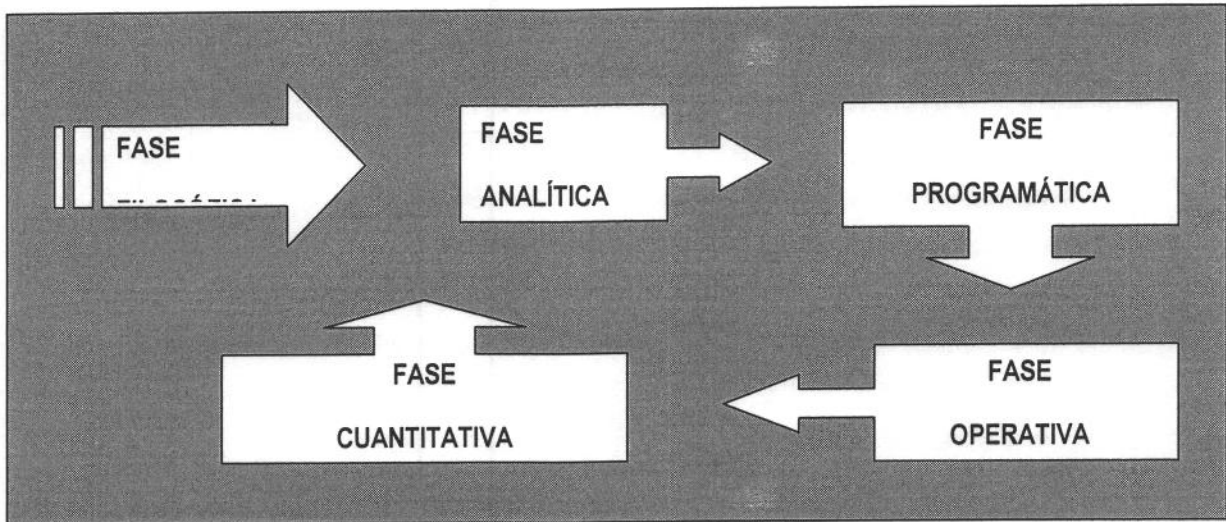 FASE
FASE
ANALÍTICA
FASE
PROGRAMÁTICA
FASE
CUANTITATIVA
FASE
OPERATIVA